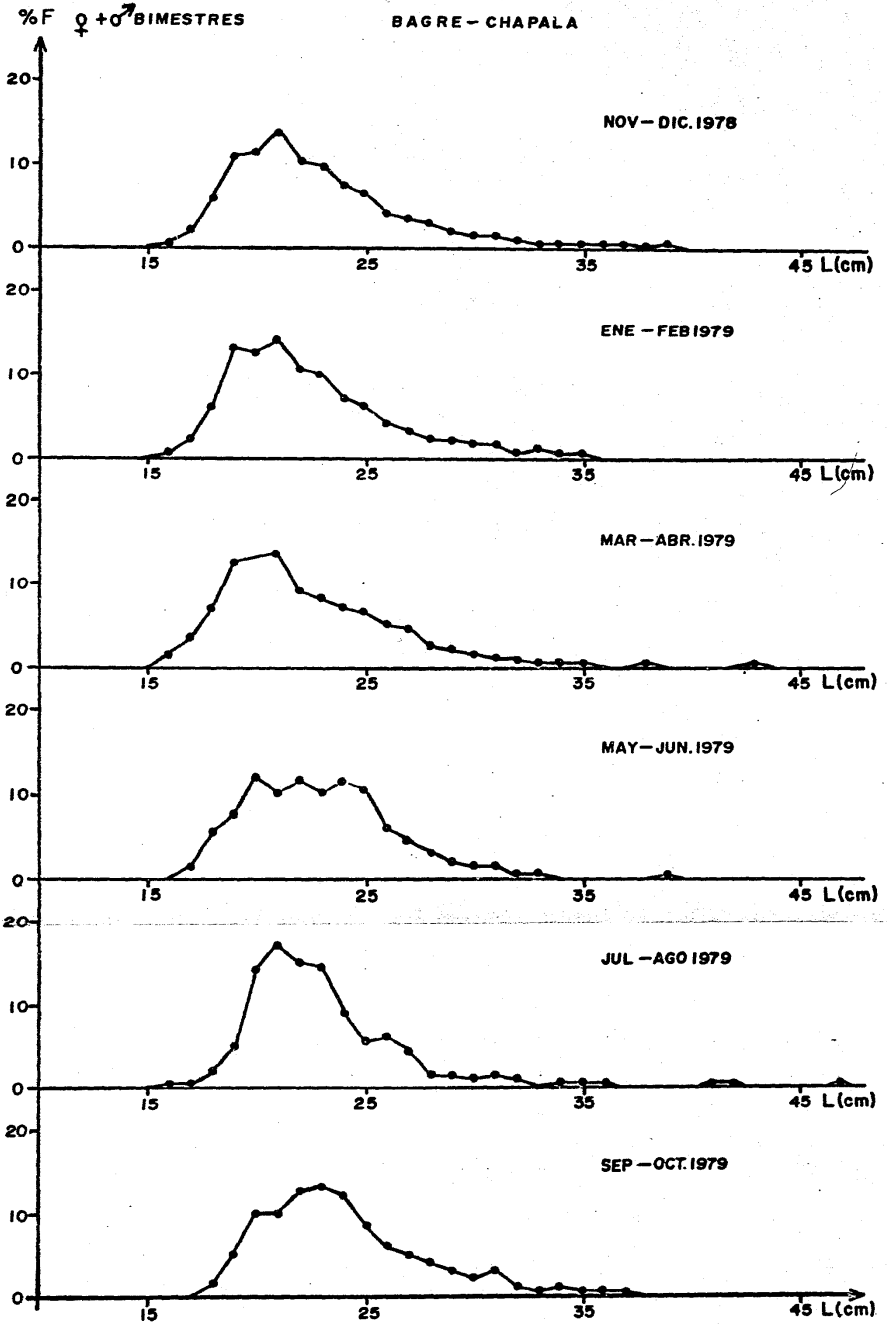 %F ♀+♂ BIMESTRES BAGRE-CHAPALA
20
NOV-DIC.1978
10
0
15 25 35 45 L(cm)
20
ENE-FEB 1979
10
0
15 25 35 45 L(cm)
20
MAR-ABR.1979
10
0
15 25 35 45 L(cm)
20
MAY-JUN.1979
10
0
15 25 35 45 L(cm)
20
JUL-AGO 1979
10
0
15 25 35 45 L(cm)
20
SEP-OCT.1979
10
0
15 25 35 45 L(cm)